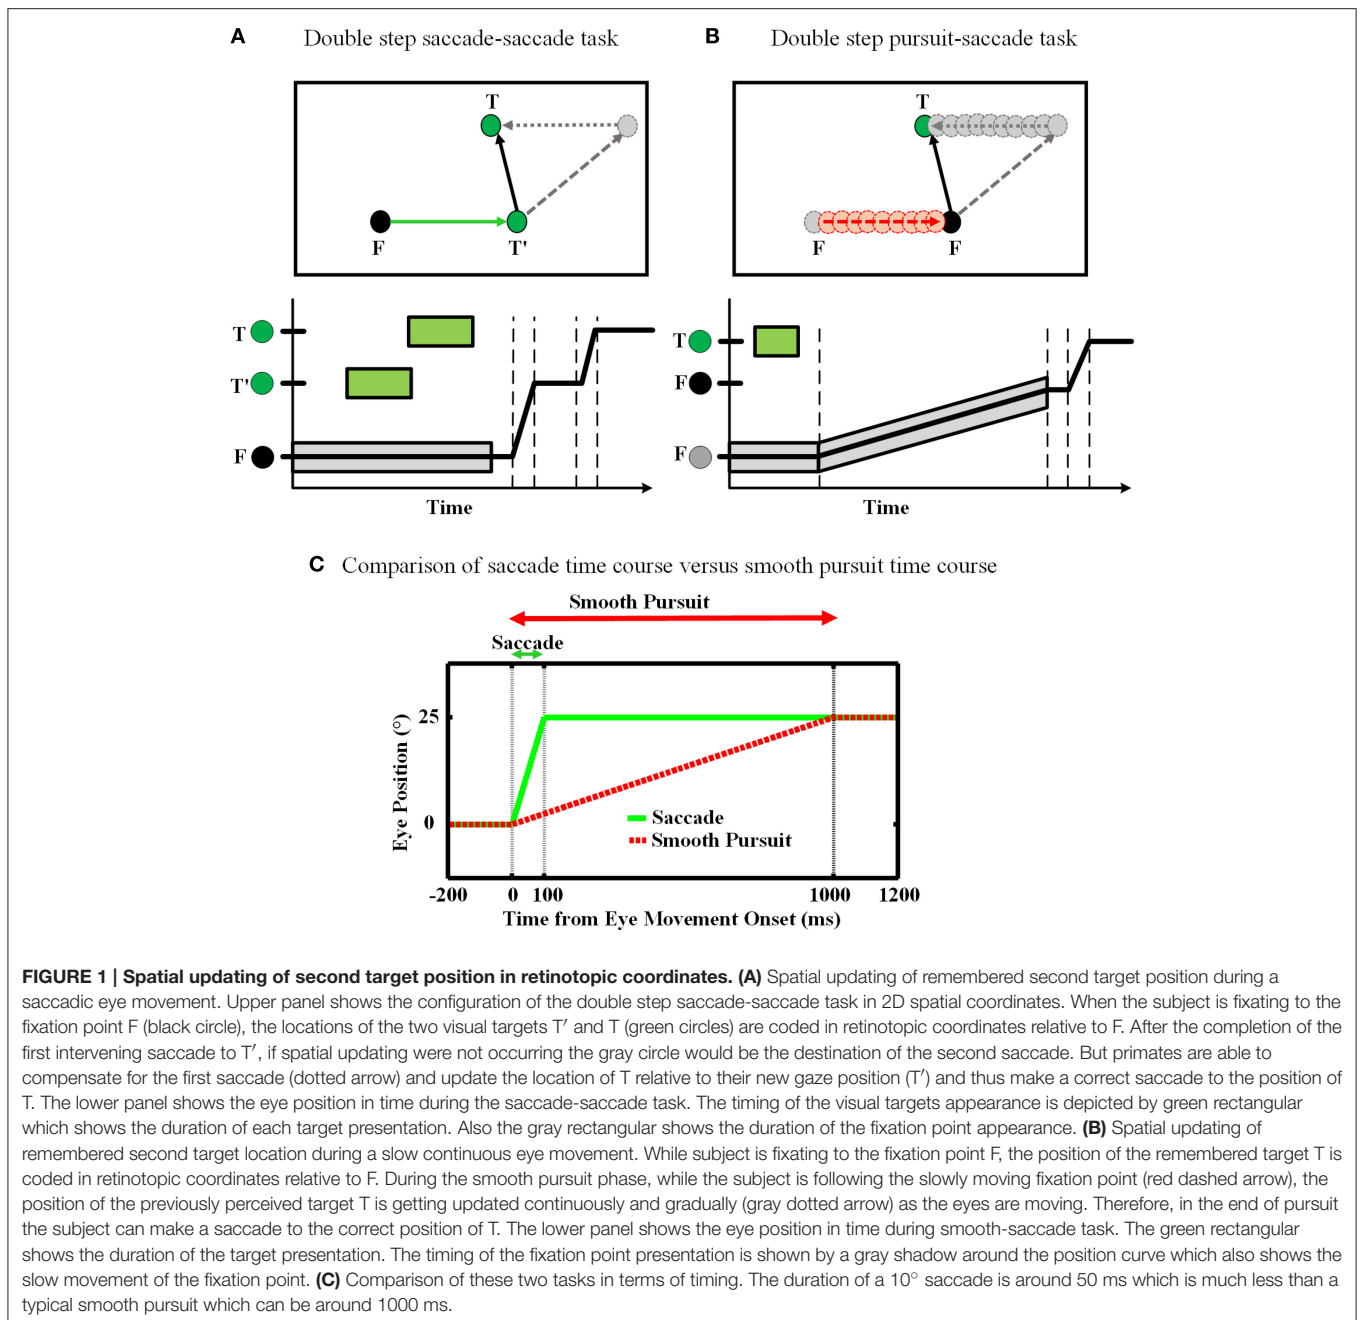 A Double step saccade-saccade task
B Double step pursuit-saccade task
T
F
T'
T
F
F
T
T'
F
Time
T
F
F
Time
C Comparison of saccade time course versus smooth pursuit time course
Smooth Pursuit
Saccade
25
0
Eye Position (°)
Saccade
Smooth Pursuit
-200 0 100 1000 1200
Time from Eye Movement Onset (ms)
FIGURE 1 | Spatial updating of second target position in retinotopic coordinates. (A) Spatial updating of remembered second target position during a
saccadic eye movement. Upper panel shows the configuration of the double step saccade-saccade task in 2D spatial coordinates. When the subject is fixating to the
fixation point F (black circle), the locations of the two visual targets T′ and T (green circles) are coded in retinotopic coordinates relative to F. After the completion of the
first intervening saccade to T′, if spatial updating were not occurring the gray circle would be the destination of the second saccade. But primates are able to
compensate for the first saccade (dotted arrow) and update the location of T relative to their new gaze position (T′) and thus make a correct saccade to the position of
T. The lower panel shows the eye position in time during the saccade-saccade task. The timing of the visual targets appearance is depicted by green rectangular
which shows the duration of each target presentation. Also the gray rectangular shows the duration of the fixation point appearance. (B) Spatial updating of
remembered second target location during a slow continuous eye movement. While subject is fixating to the fixation point F, the position of the remembered target T is
coded in retinotopic coordinates relative to F. During the smooth pursuit phase, while the subject is following the slowly moving fixation point (red dashed arrow), the
position of the previously perceived target T is getting updated continuously and gradually (gray dotted arrow) as the eyes are moving. Therefore, in the end of pursuit
the subject can make a saccade to the correct position of T. The lower panel shows the eye position in time during smooth-saccade task. The green rectangular
shows the duration of the target presentation. The timing of the fixation point presentation is shown by a gray shadow around the position curve which also shows the
slow movement of the fixation point. (C) Comparison of these two tasks in terms of timing. The duration of a 10° saccade is around 50 ms which is much less than a
typical smooth pursuit which can be around 1000 ms.